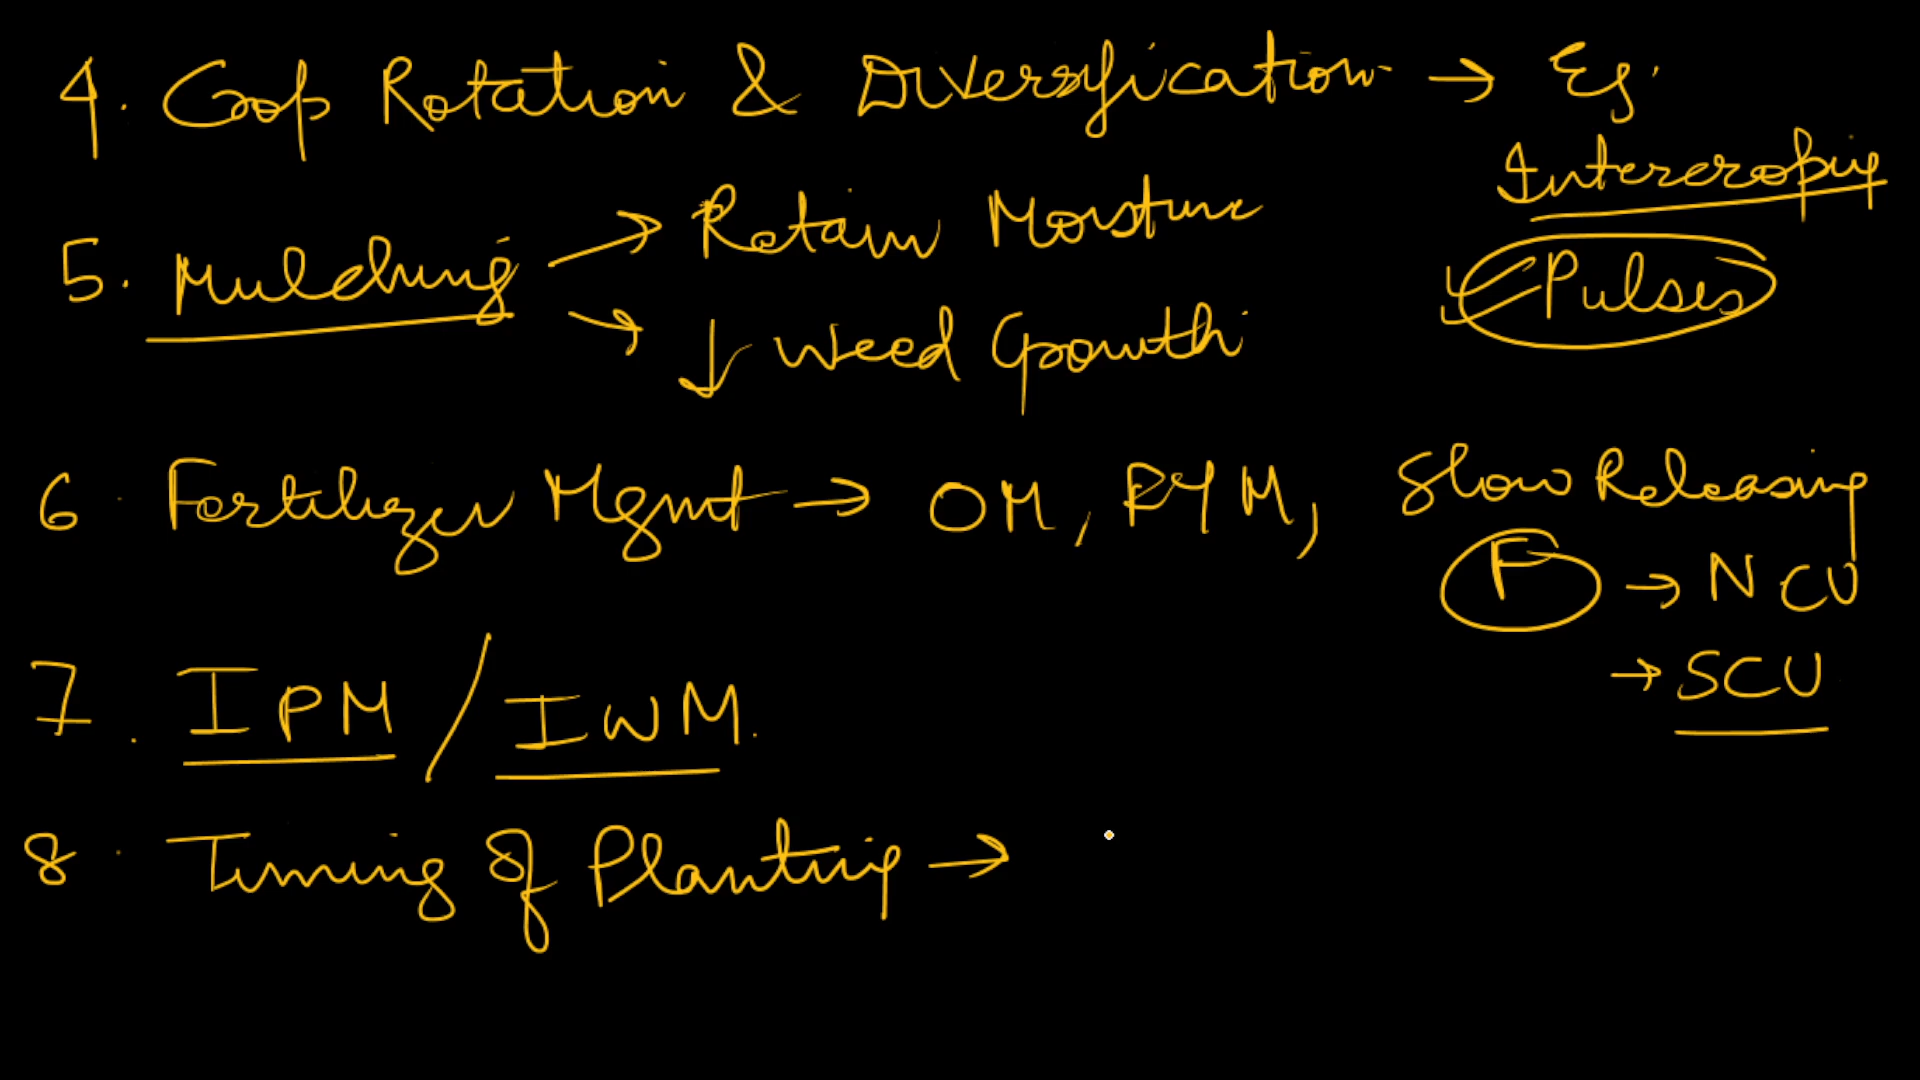 4. Crop Rotation & Diversification → Eg.
Intercroping
Pulses
5. Mulching → Retain Moisture
→ ↓ Weed Growth
6. Fertilizer Mgmt → OM, FYM, Slow Releasing
F → NCU
→ SCU
7. IPM / IWM.
8. Timing of Planting →